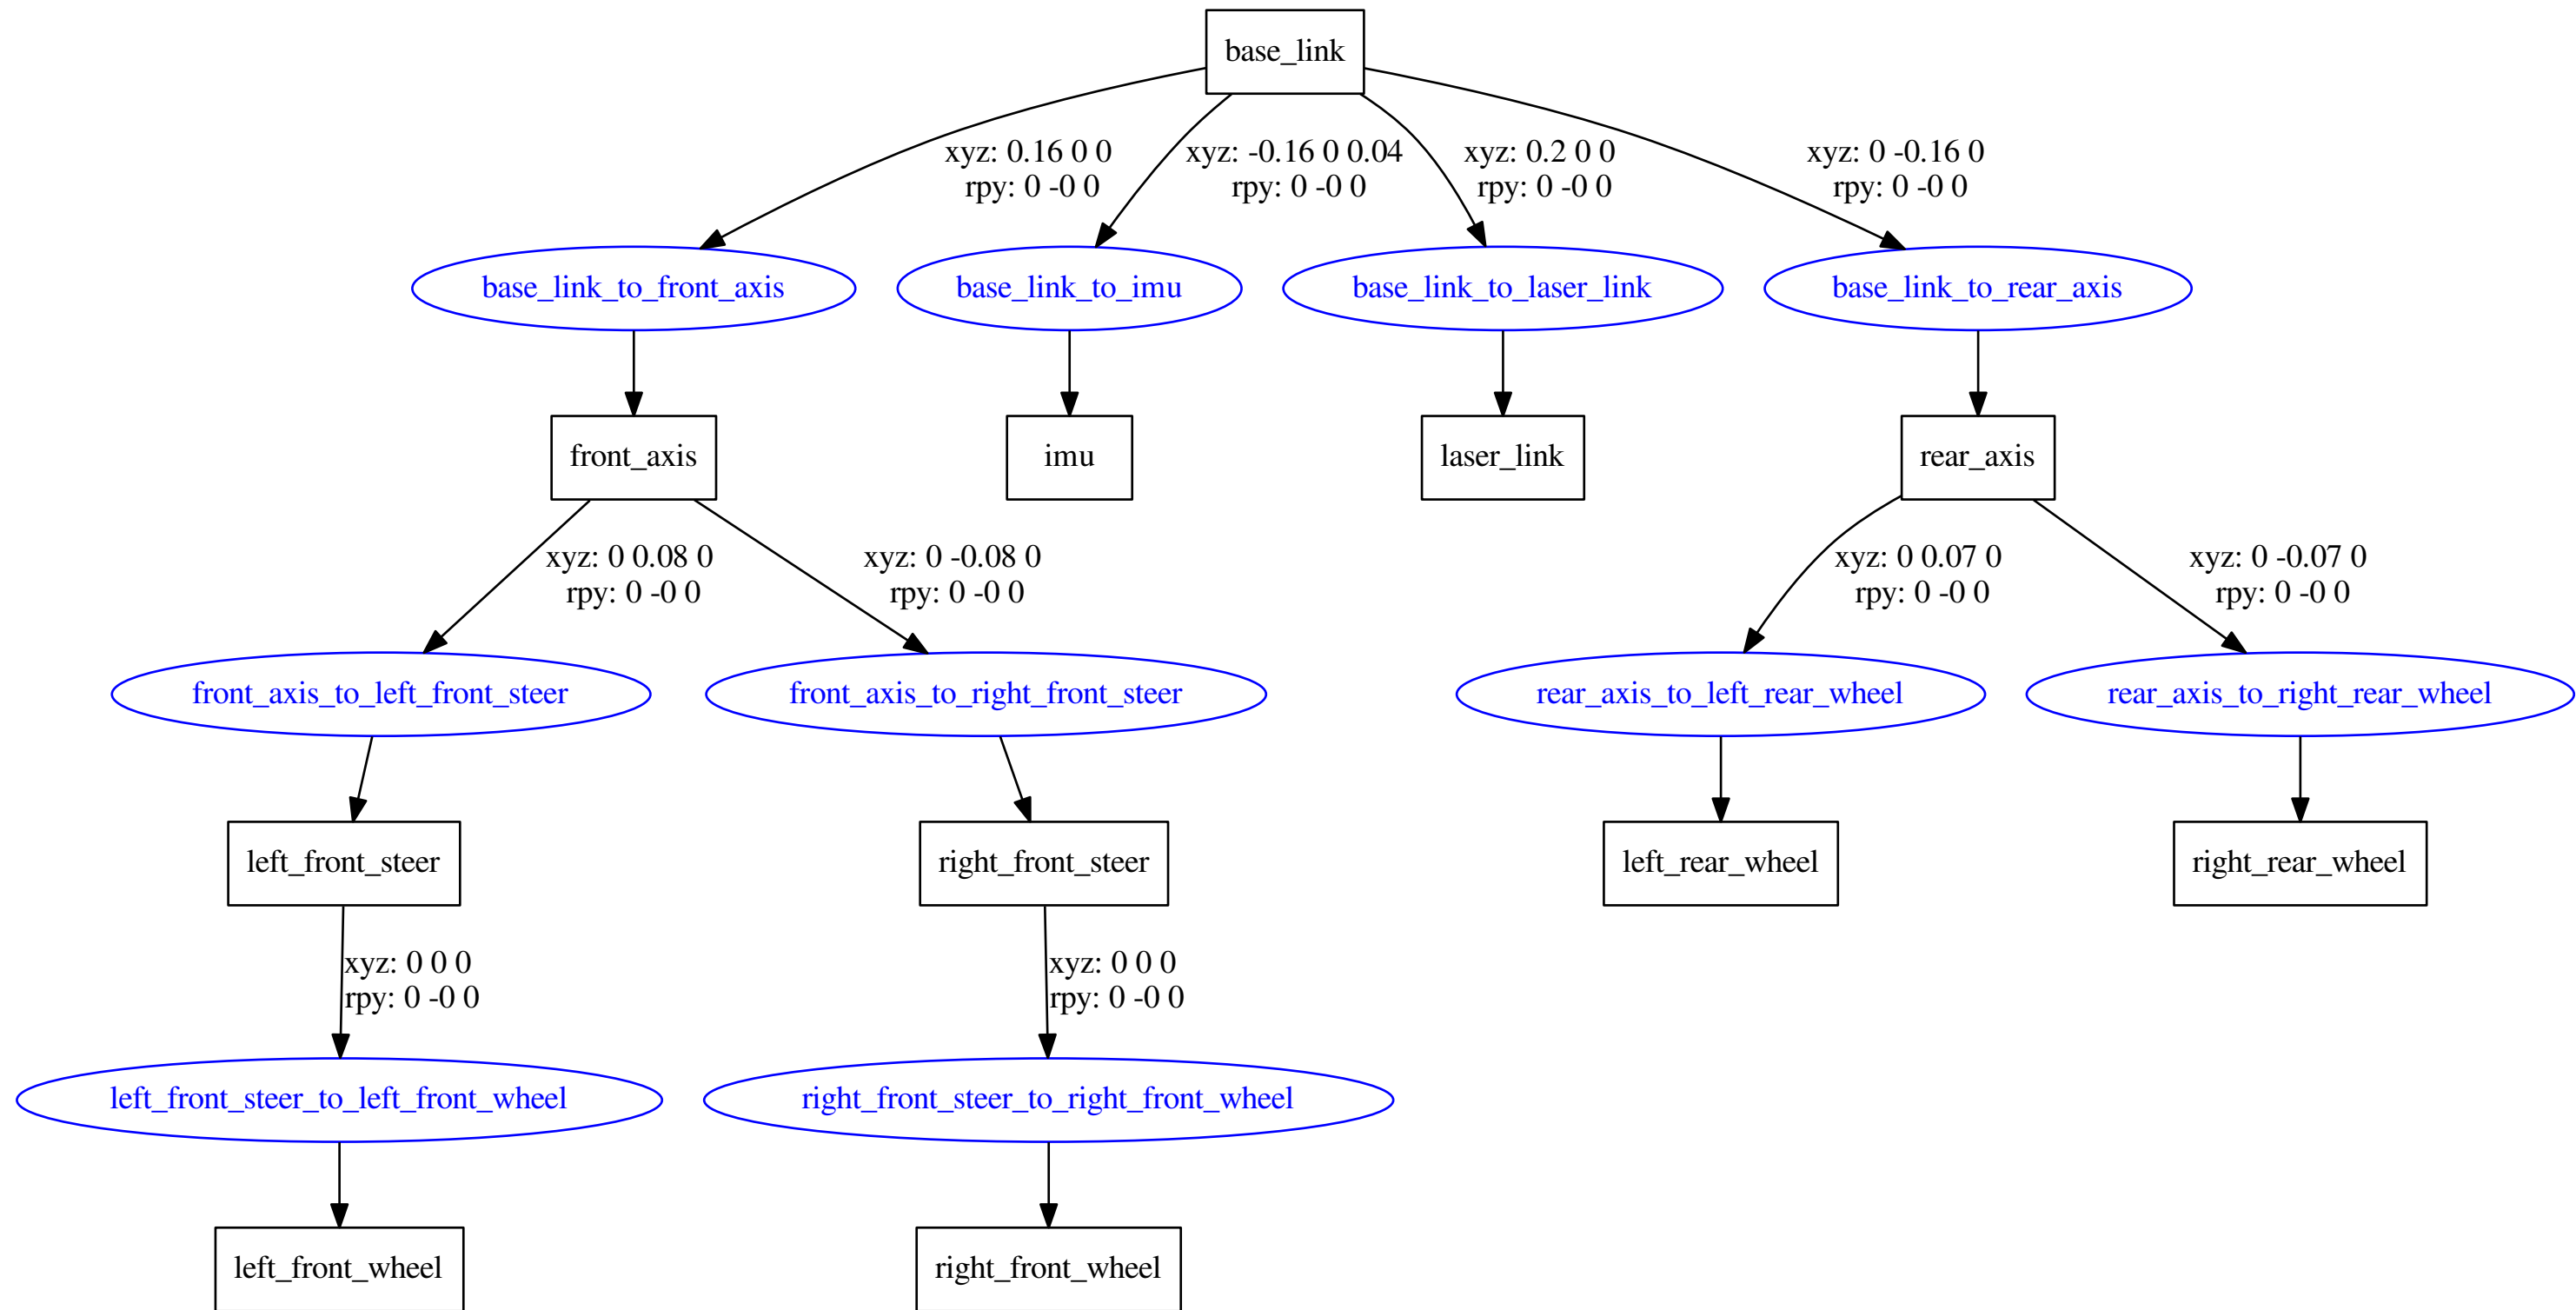 base_link
xyz: 0.16 0 0
rpy: 0 -0 0
xyz: -0.16 0 0.04
rpy: 0 -0 0
xyz: 0.2 0 0
rpy: 0 -0 0
xyz: 0 -0.16 0
rpy: 0 -0 0
base_link_to_front_axis
base_link_to_imu
base_link_to_laser_link
base_link_to_rear_axis
front_axis
imu
laser_link
rear_axis
xyz: 0 0.08 0
rpy: 0 -0 0
xyz: 0 -0.08 0
rpy: 0 -0 0
xyz: 0 0.07 0
rpy: 0 -0 0
xyz: 0 -0.07 0
rpy: 0 -0 0
front_axis_to_left_front_steer
front_axis_to_right_front_steer
rear_axis_to_left_rear_wheel
rear_axis_to_right_rear_wheel
left_front_steer
right_front_steer
left_rear_wheel
right_rear_wheel
xyz: 0 0 0
rpy: 0 -0 0
xyz: 0 0 0
rpy: 0 -0 0
left_front_steer_to_left_front_wheel
right_front_steer_to_right_front_wheel
left_front_wheel
right_front_wheel